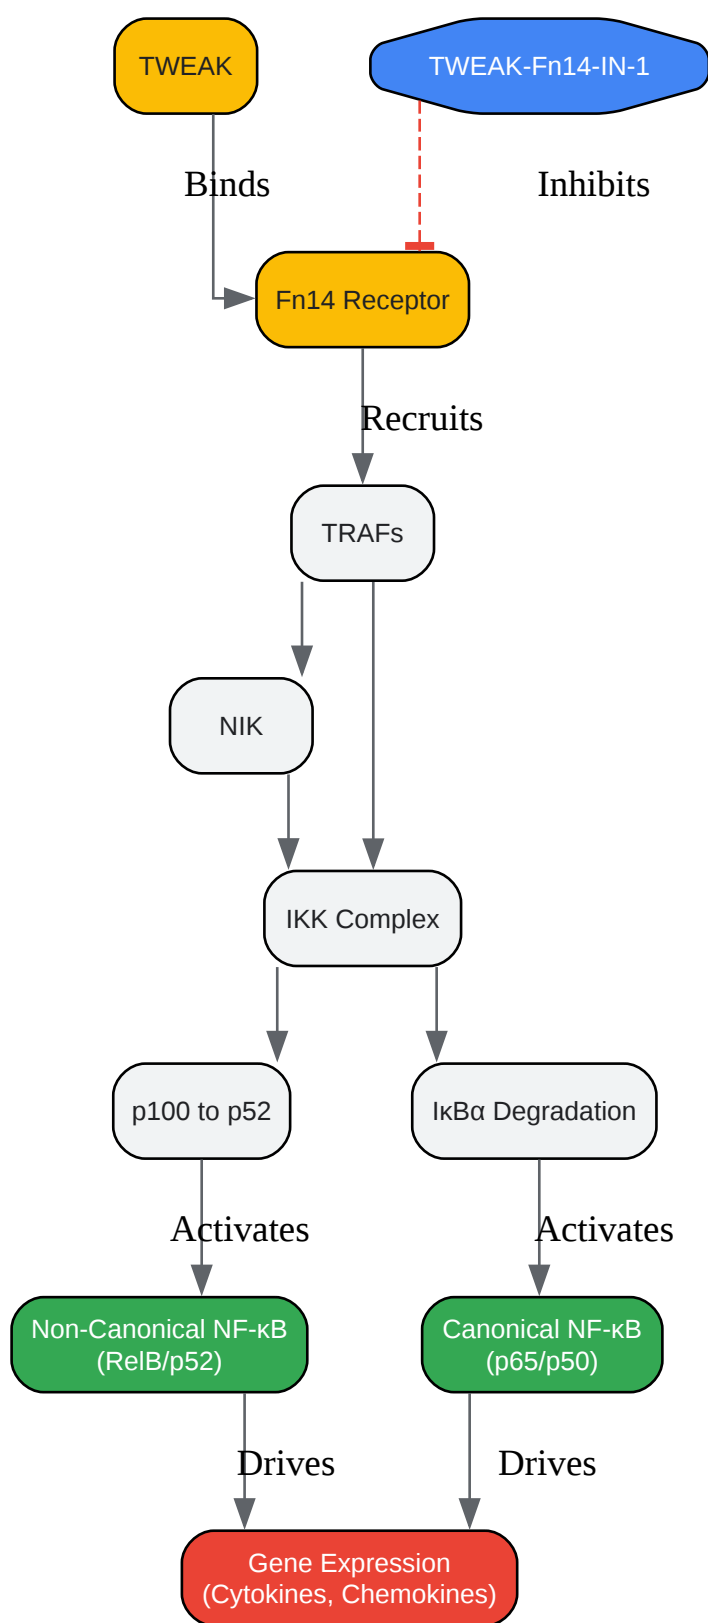 TWEAK
TWEAK-Fn14-IN-1
Binds
Inhibits
Fn14 Receptor
Recruits
TRAFs
NIK
IKK Complex
p100 to p52
IκBα Degradation
Activates
Activates
Non-Canonical NF-κB
(RelB/p52)
Canonical NF-κB
(p65/p50)
Drives
Drives
Gene Expression
(Cytokines, Chemokines)